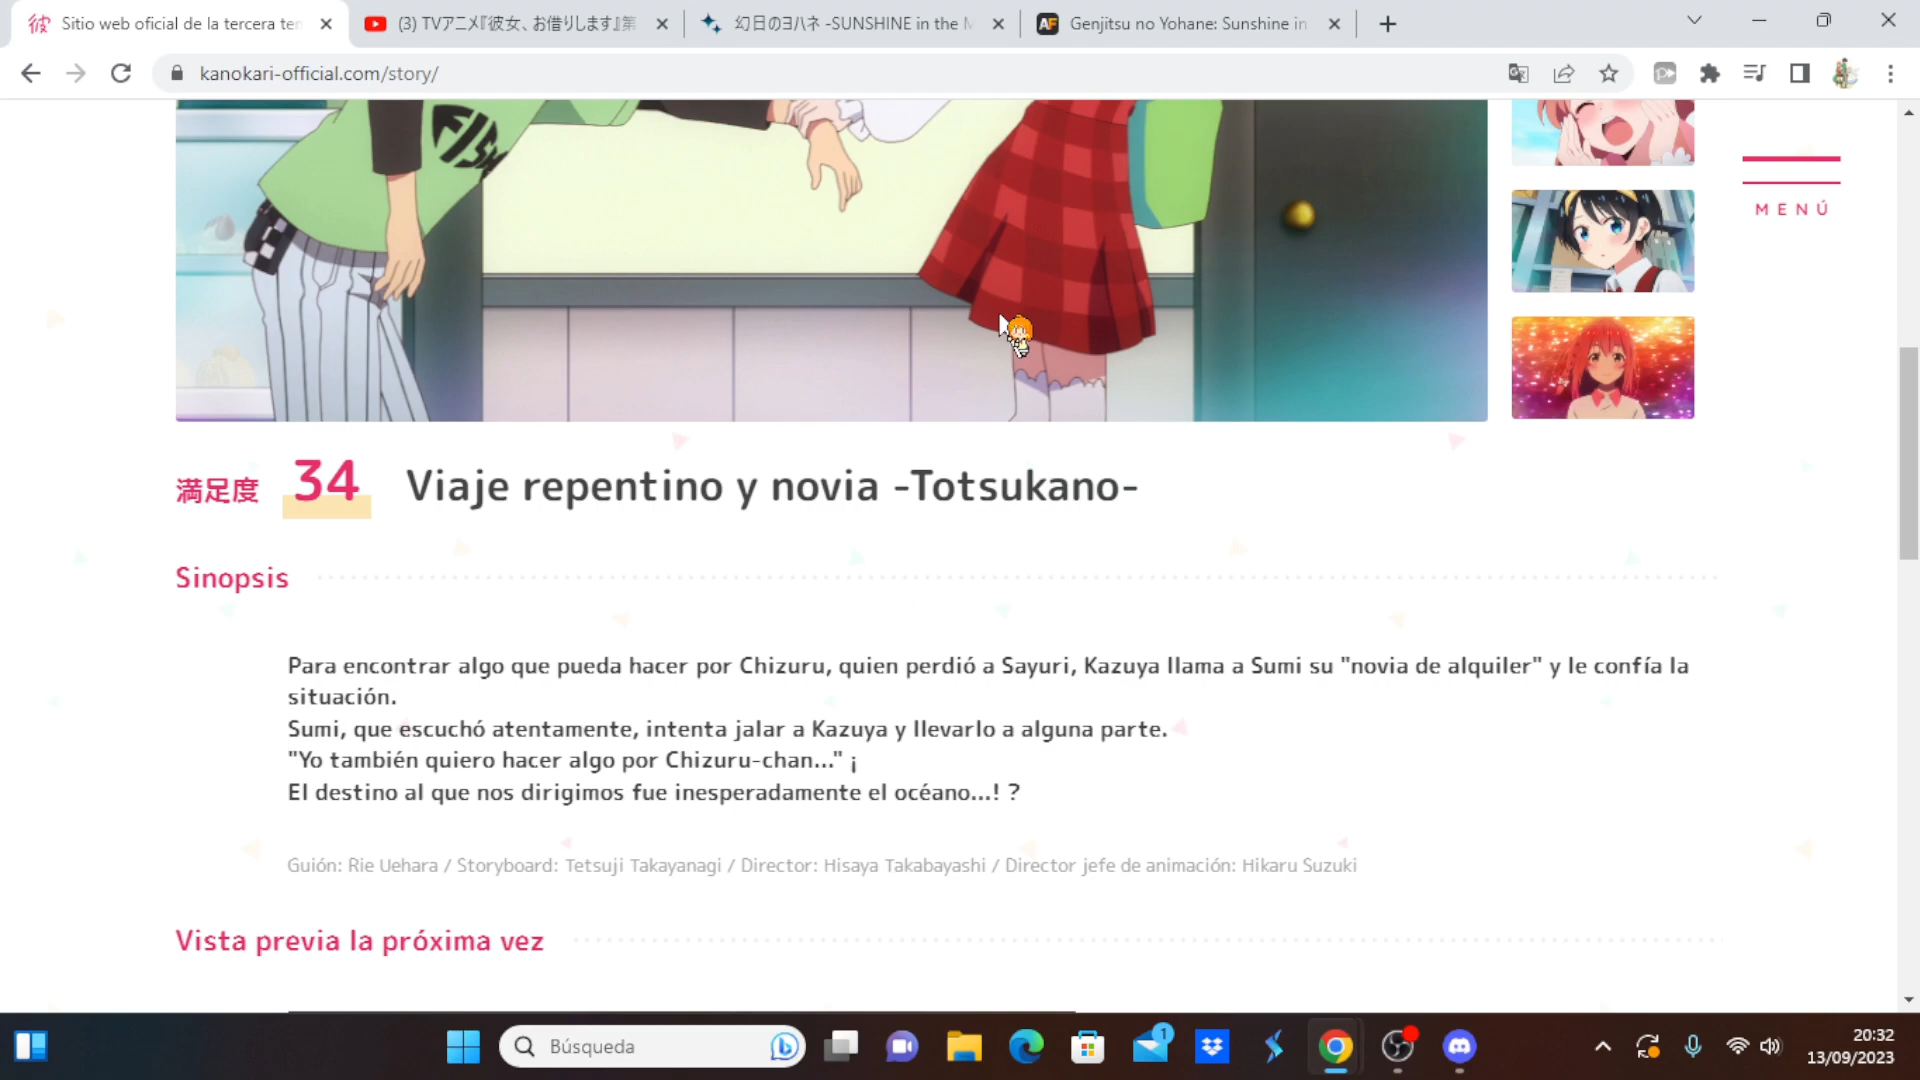 Sitio web oficial de la tercera ten
(3) TVアニメ『彼女、お借りします』第
幻日のヨハネ -SUNSHINE in the M
Genjitsu no Yohane: Sunshine in
kanokari-official.com/story/
MENÚ
満足度 34 Viaje repentino y novia -Totsukano-
Sinopsis
Para encontrar algo que pueda hacer por Chizuru, quien perdió a Sayuri, Kazuya llama a Sumi su "novia de alquiler" y le confía la
situación.
Sumi, que escuchó atentamente, intenta jalar a Kazuya y llevarlo a alguna parte.
"Yo también quiero hacer algo por Chizuru-chan..." ¡
El destino al que nos dirigimos fue inesperadamente el océano...! ?
Guión: Rie Uehara / Storyboard: Tetsuji Takayanagi / Director: Hisaya Takabayashi / Director jefe de animación: Hikaru Suzuki
Vista previa la próxima vez
Búsqueda
1
20:32
13/09/2023